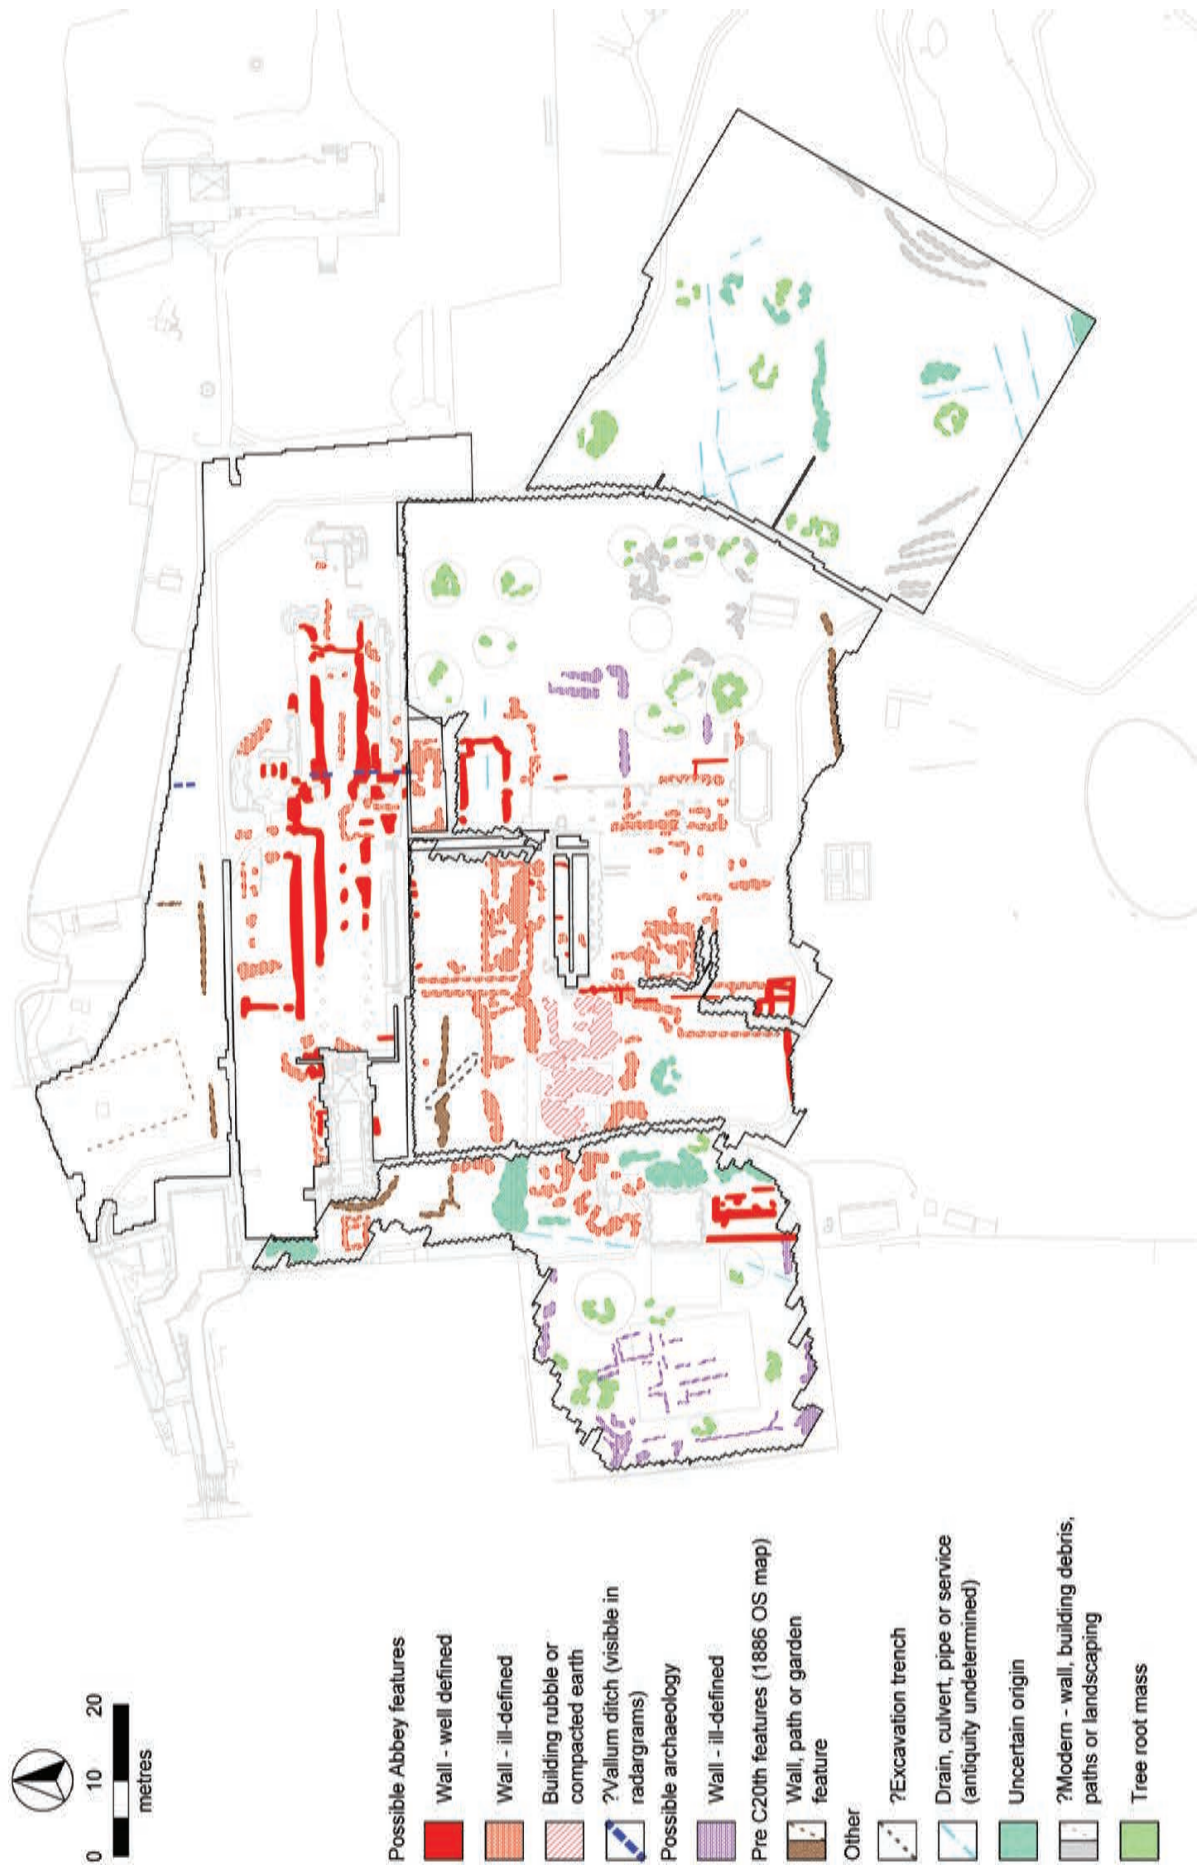 0 10 20
metres
Possible Abbey features
Wall - well defined
Wall - ill-defined
Building rubble or
compacted earth
?Vallum ditch (visible in
radargrams)
Possible archaeology
Wall - ill-defined
Pre C20th features (1886 OS map)
Wall, path or garden
feature
Other
?Excavation trench
Drain, culvert, pipe or service
(antiquity undetermined)
Uncertain origin
?Modern - wall, building debris,
paths or landscaping
Tree root mass